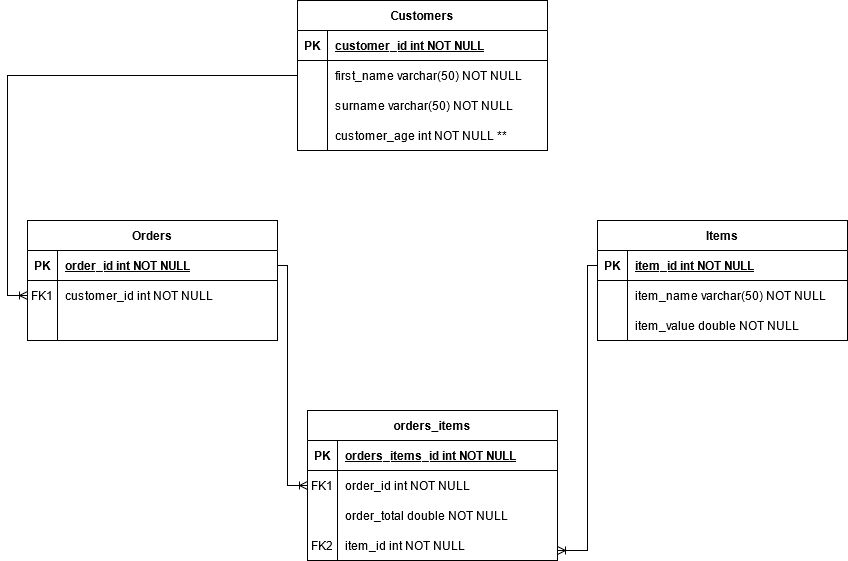 Customers
PK customer_id int NOT NULL
first_name varchar(50) NOT NULL
surname varchar(50) NOT NULL
customer_age int NOT NULL **
Orders
PK order_id int NOT NULL
FK1 customer_id int NOT NULL
Items
PK item_id int NOT NULL
item_name varchar(50) NOT NULL
item_value double NOT NULL
orders_items
PK orders_items_id int NOT NULL
FK1 order_id int NOT NULL
order_total double NOT NULL
FK2 item_id int NOT NULL